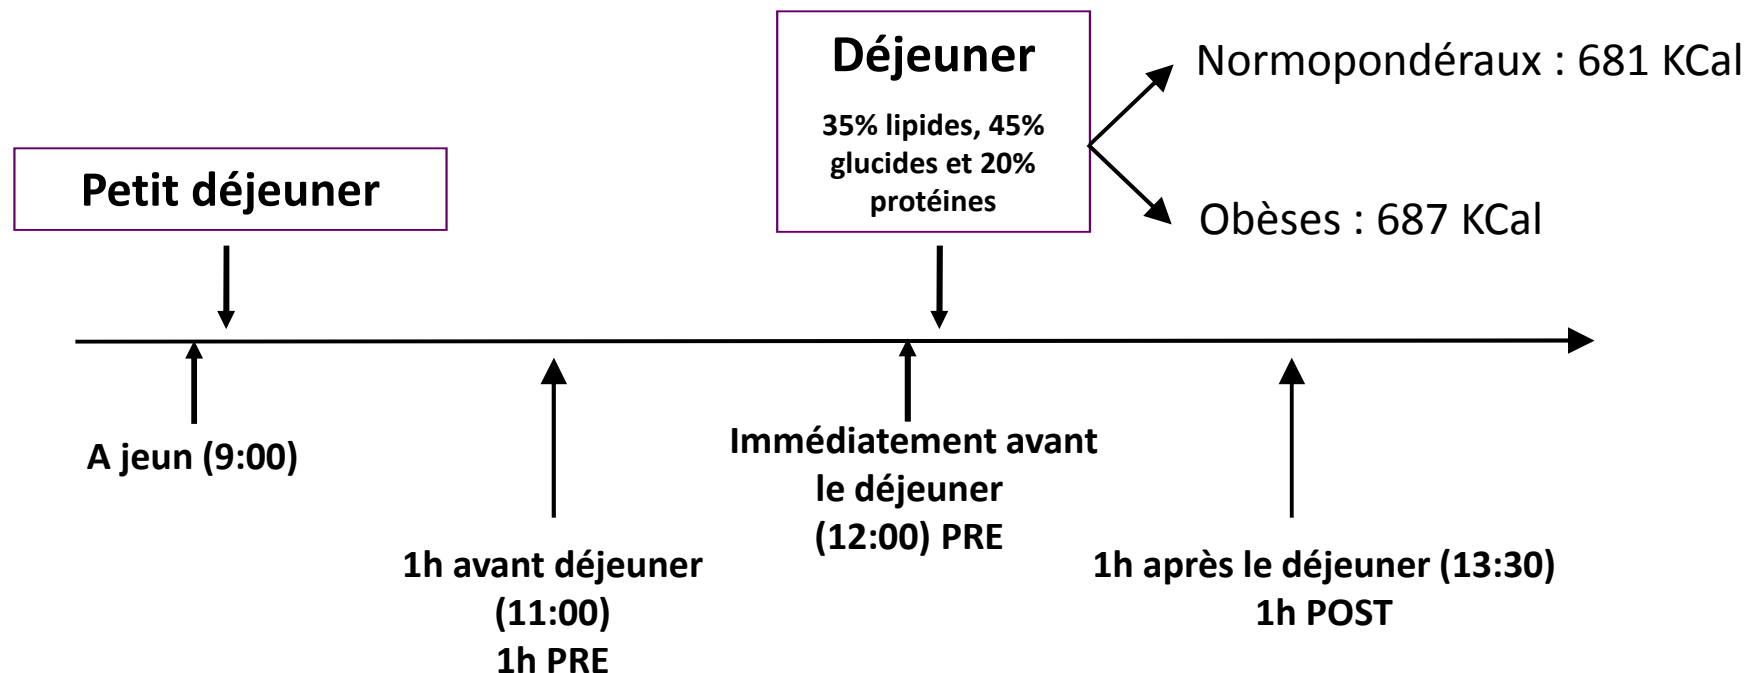 Déjeuner
35% lipides, 45%
glucides et 20%
protéines
Normopondéraux : 681 KCal
Obèses : 687 KCal
Petit déjeuner
A jeun (9:00)
1h avant déjeuner
(11:00)
1h PRE
Immédiatement avant
le déjeuner
(12:00) PRE
1h après le déjeuner (13:30)
1h POST